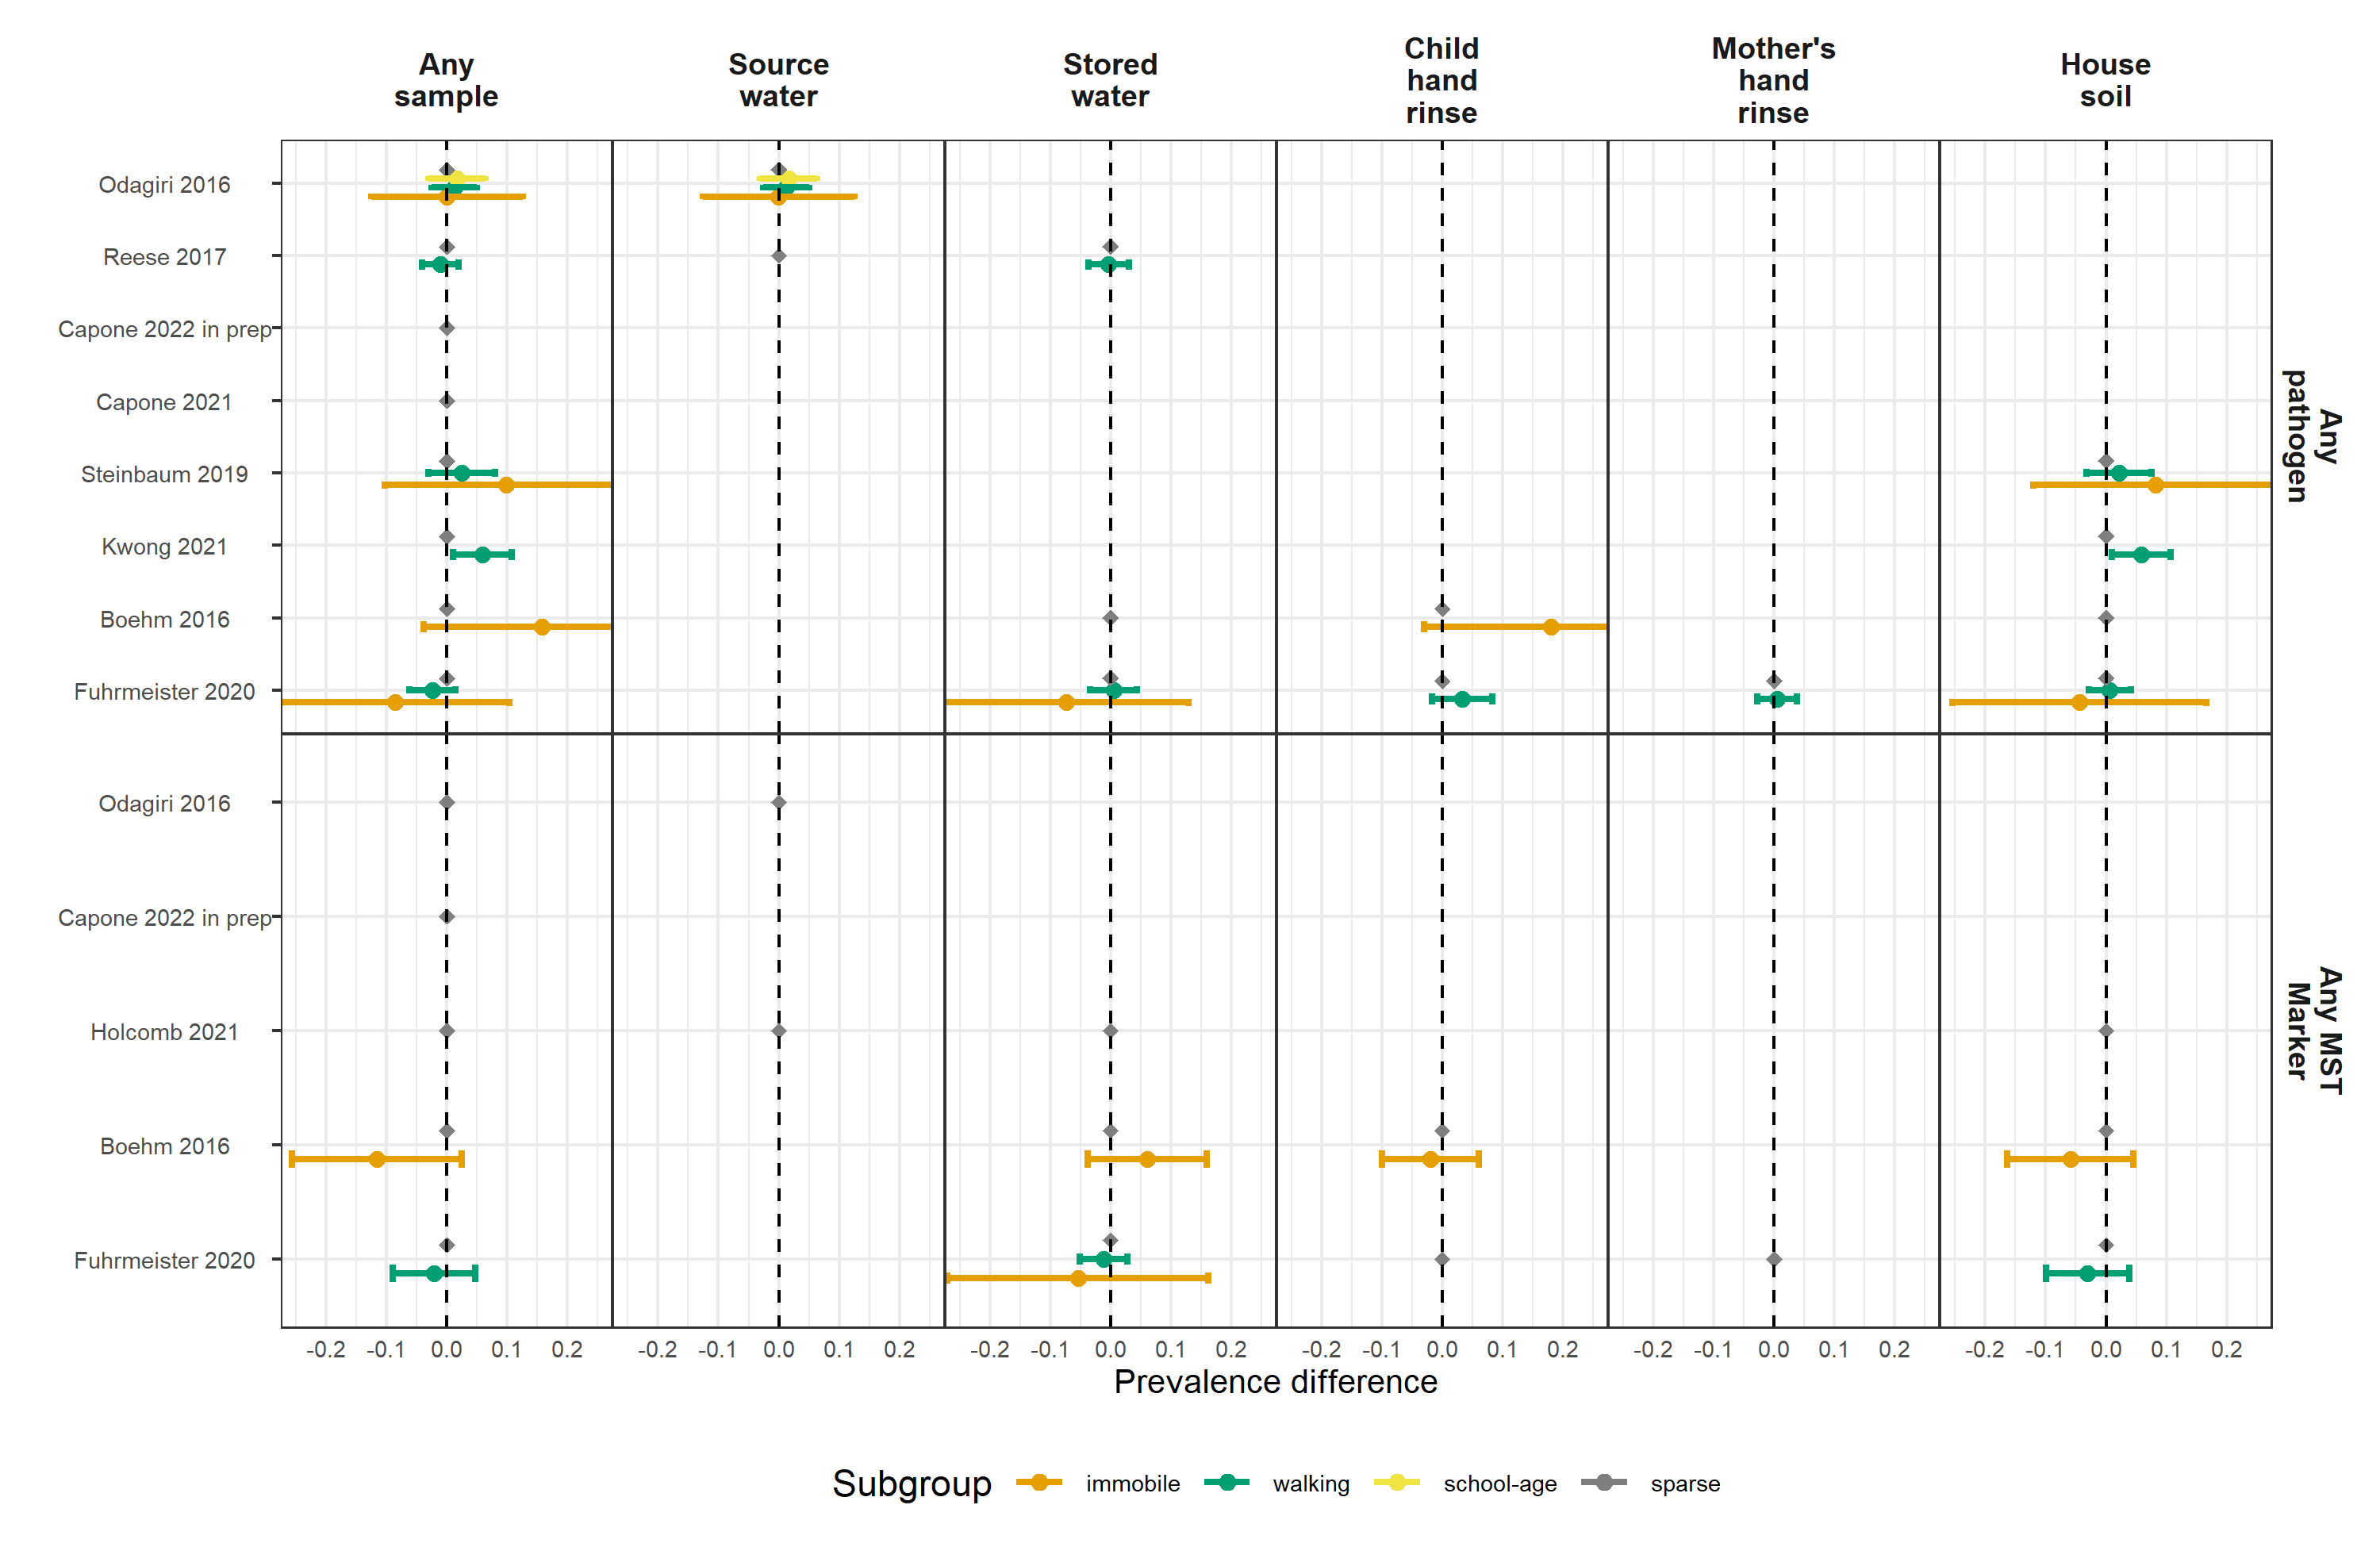 Any
sample
Source
water
Stored
water
Child
hand
rinse
Mother's
hand
rinse
House
soil
Odagiri 2016
Reese 2017
Capone 2022 in prep
Capone 2021
Steinbaum 2019
Kwong 2021
Boehm 2016
Fuhrmeister 2020
Any
pathogen
Odagiri 2016
Capone 2022 in prep
Holcomb 2021
Boehm 2016
Fuhrmeister 2020
Any MST
Marker
-0.2 -0.1 0.0 0.1 0.2 -0.2 -0.1 0.0 0.1 0.2 -0.2 -0.1 0.0 0.1 0.2 -0.2 -0.1 0.0 0.1 0.2 -0.2 -0.1 0.0 0.1 0.2 -0.2 -0.1 0.0 0.1 0.2
Prevalence difference
Subgroup immobile walking school-age sparse